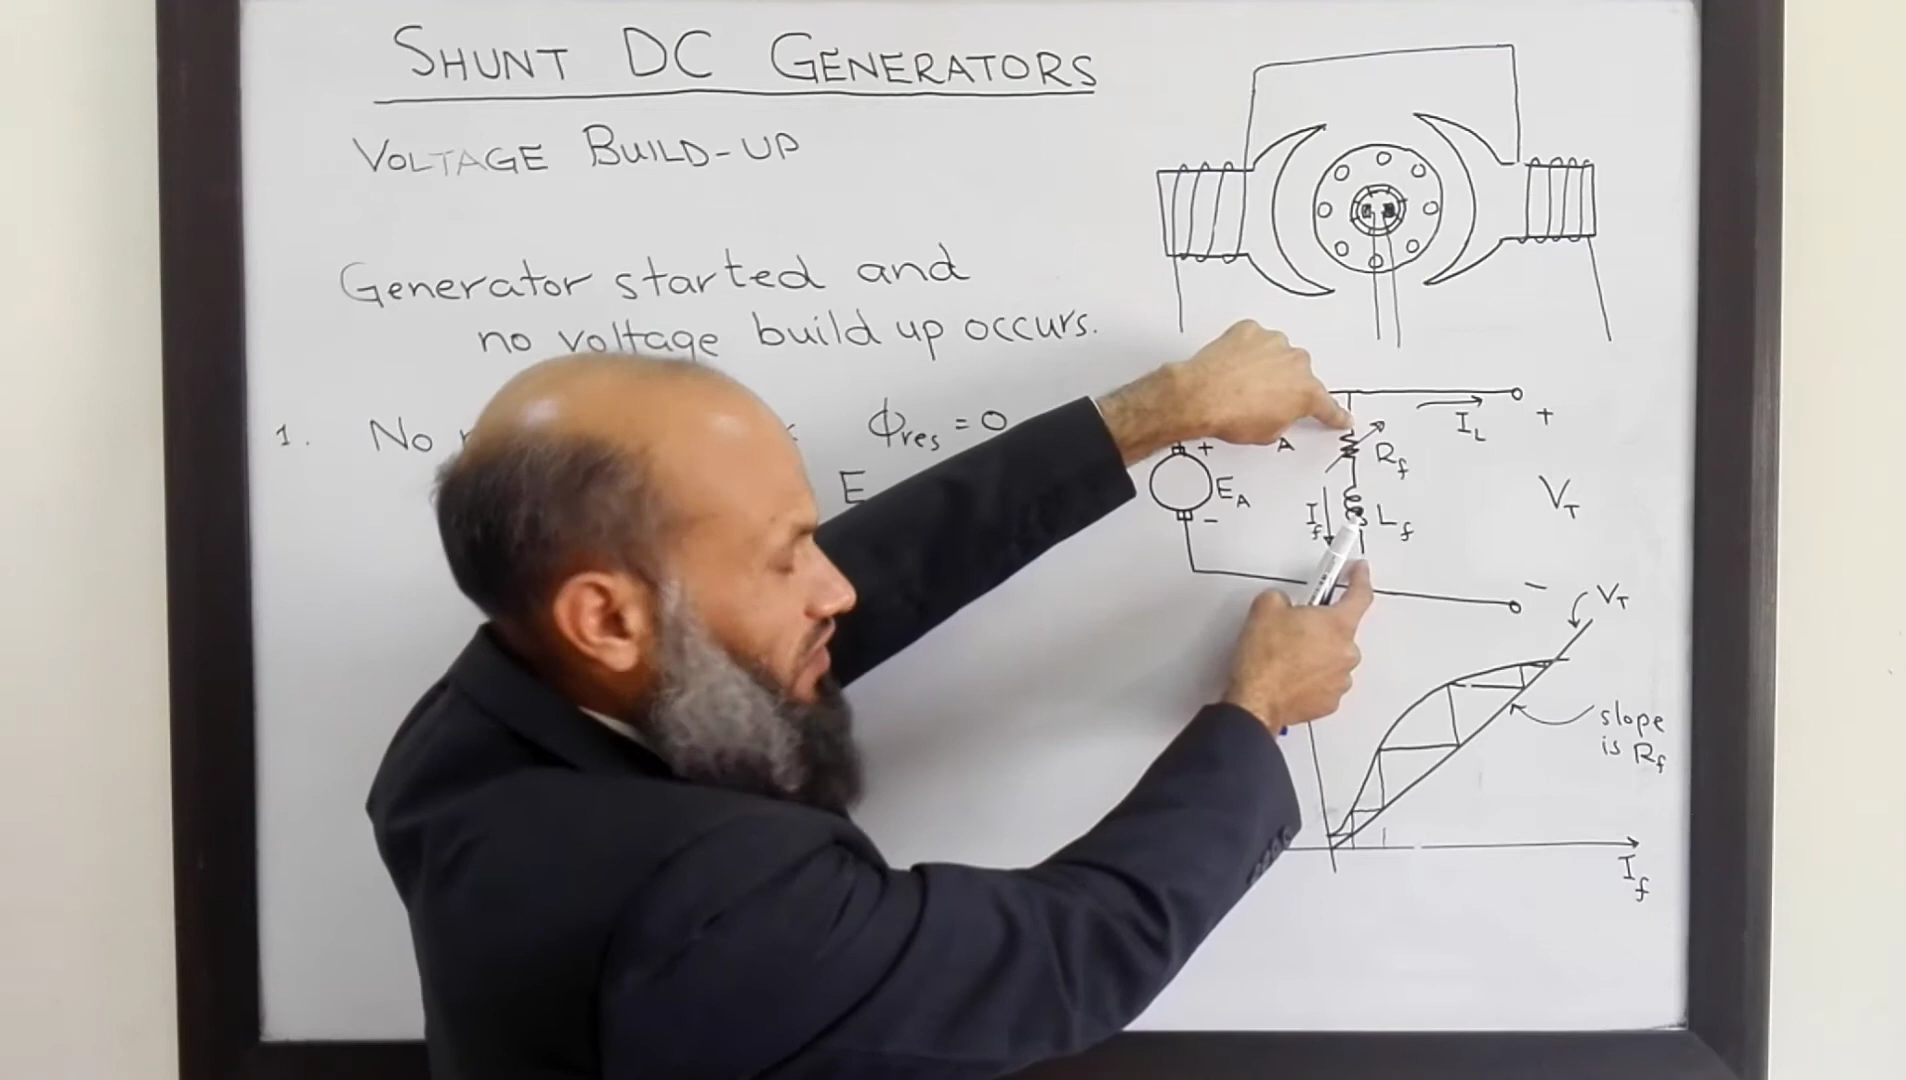 SHUNT DC GENERATORS
VOLTAGE BUILD-UP
Generator started and
no voltage build up occurs.
1. No
ϕres = 0
E
A
+
EA
-
Rf
If
Lf
IL
+
VT
-
VT
slope
is Rf
If